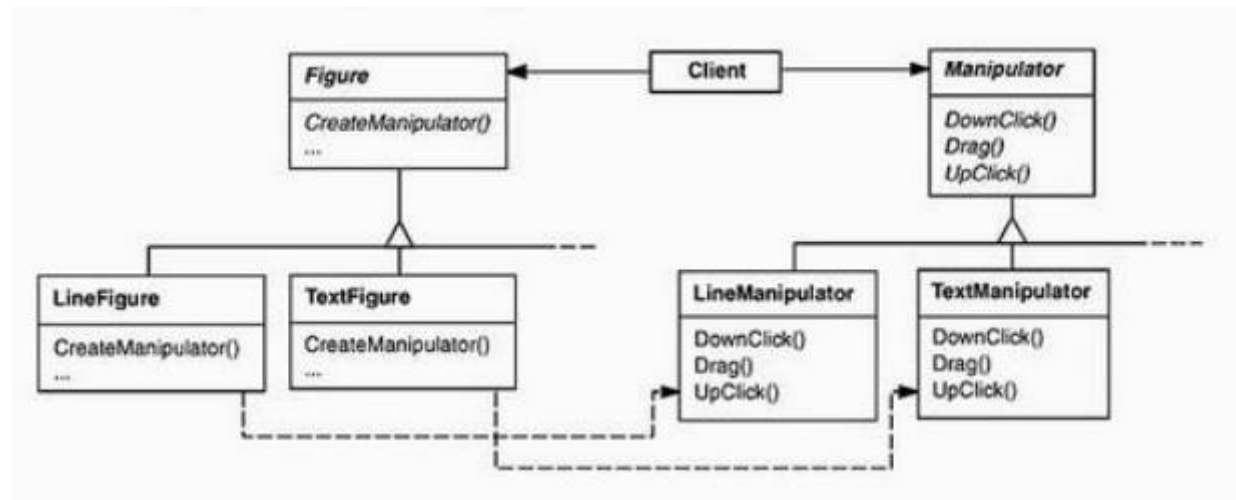 Figure
CreateManipulator()
...
Client
Manipulator
DownClick()
Drag()
UpClick()
LineFigure
CreateManipulator()
...
TextFigure
CreateManipulator()
...
LineManipulator
DownClick()
Drag()
UpClick()
TextManipulator
DownClick()
Drag()
UpClick()